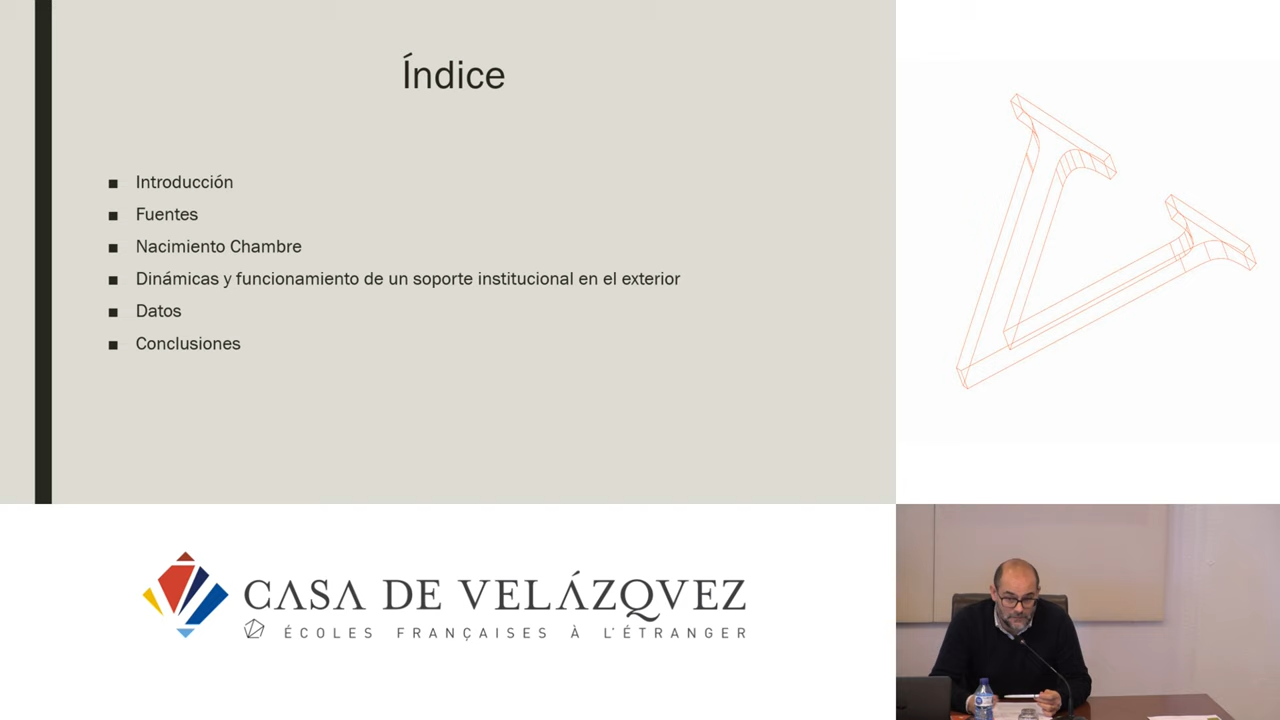 Índice
■ Introducción
■ Fuentes
■ Nacimiento Chambre
■ Dinámicas y funcionamiento de un soporte institucional en el exterior
■ Datos
■ Conclusiones
CASA DE VELÁZQVEZ
ÉCOLES FRANÇAISES À L'ÉTRANGER